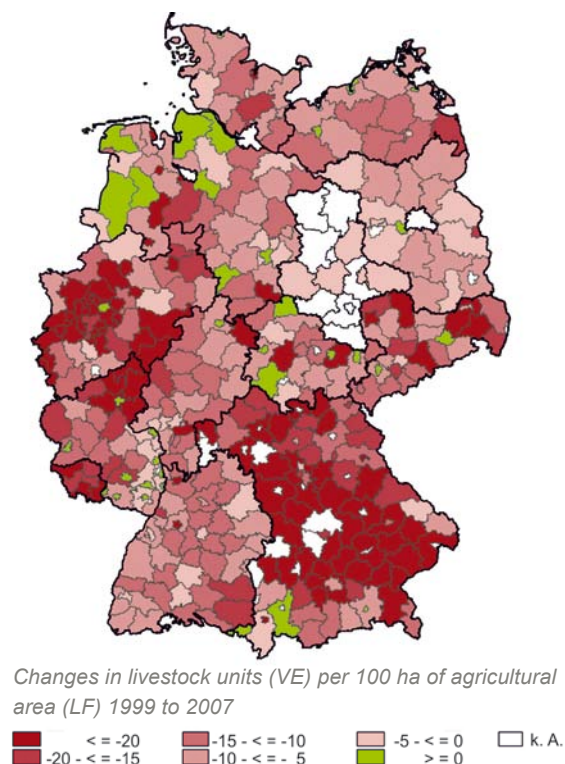 Changes in livestock units (VE) per 100 ha of agricultural
area (LF) 1999 to 2007
< = -20 -15 - < = -10 -5 - < = 0 k. A.
-20 - < = -15 -10 - < = - 5 > = 0